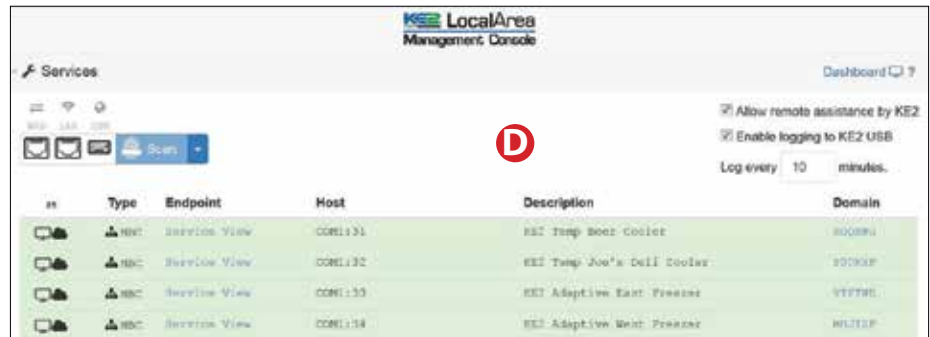 KE2 LocalArea
Management Console
Services
Dashboard ?
Allow remote assistance by KE2
Enable logging to KE2 USB
Log every 10 minutes.
Scan
D
Type Endpoint Host Description Domain
Service View COM1:31 KE2 Temp Beer Cooler
Service View COM1:32 KE2 Temp Joe's Deli Cooler
Service View COM1:33 KE2 Adaptive East Freezer
Service View COM1:34 KE2 Adaptive West Freezer